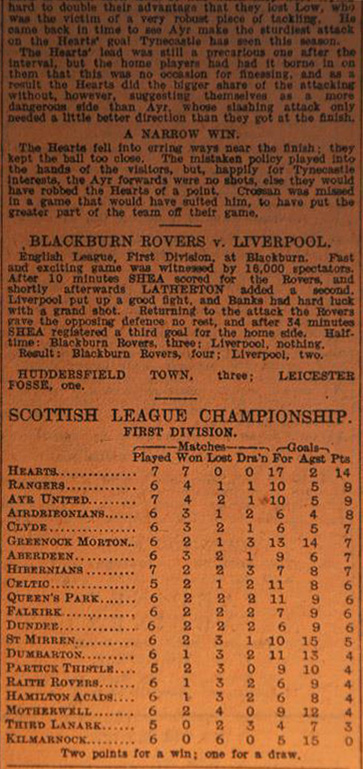 hard to double their advantage that they lost Low, who
was the victim of a very robust piece of tackling. He
came back in time to see Ayr make the sturdiest attack
on the Hearts' goal Tynecastle has seen this season.
The Hearts' lead was still a precarious one after the
interval, but the home players had had it borne in on
them that this was no occasion for finessing, and as a
result the Hearts did the bigger share of the attacking
without, however, suggesting themselves as a more
dangerous side than Ayr, whose slashing attack only
needed a little better direction than they got at the finish.
A NARROW WIN.
The Hearts fell into erring ways near the finish; they
kept the ball too close. The mistaken policy played into
the hands of the visitors, but, happily for Tynecastle
interests, the Ayr forwards were no shots, else they would
have robbed the Hearts of a point. Crossan was missed
in a game that would have suited him, to have put the
greater part of the team off their game.
BLACKBURN ROVERS v. LIVERPOOL.
English League, First Division, at Blackburn. Fast
and exciting game was witnessed by 16,000 spectators.
After 10 minutes SHEA scored for the Rovers, and
shortly afterwards LATHERTON added a second.
Liverpool put up a good fight, and Banks had hard luck
with a grand shot. Returning to the attack the Rovers
gave the opposing defence no rest, and after 34 minutes
SHEA registered a third goal for the home side. Half-
time: Blackburn Rovers, three; Liverpool, nothing.
Result: Blackburn Rovers, four; Liverpool, two.
HUDDERSFIELD TOWN, three; LEICESTER
FOSSE, one.
SCOTTISH LEAGUE CHAMPIONSHIP.
FIRST DIVISION.
Matches Goals
Played Won Lost Dra'n For Agst Pts
HEARTS 7 7 0 0 17 2 14
RANGERS 6 4 1 1 10 5 9
AYR UNITED 7 4 2 1 10 5 9
AIRDRIEONIANS 6 3 1 2 6 4 8
CLYDE 6 3 2 1 6 5 7
GREENOCK MORTON 6 2 1 3 13 14 7
ABERDEEN 6 3 2 1 9 6 7
HIBERNIANS 7 2 2 3 7 8 7
CELTIC 5 2 1 2 11 8 6
QUEEN'S PARK 6 2 2 2 11 9 6
FALKIRK 6 2 2 2 7 9 6
DUNDEE 6 2 2 2 6 9 6
ST MIRREN 6 2 3 1 10 15 5
DUMBARTON 6 1 3 2 11 13 4
PARTICK THISTLE 5 2 3 0 9 10 4
RAITH ROVERS 6 1 3 2 6 9 4
HAMILTON ACADS 6 1 3 2 6 8 4
MOTHERWELL 6 2 4 0 9 12 4
THIRD LANARK 5 0 2 3 4 7 3
KILMARNOCK 6 0 6 0 5 15 0
Two points for a win; one for a draw.